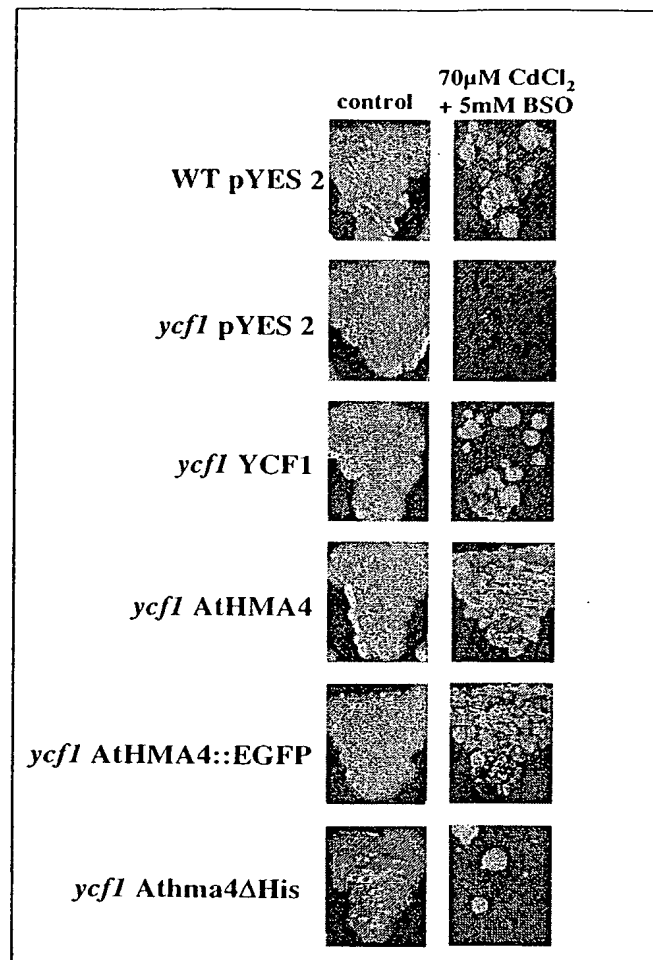 control
70μM CdCl₂
+ 5mM BSO
WT pYES 2
ycf1 pYES 2
ycf1 YCF1
ycf1 AtHMA4
ycf1 AtHMA4::EGFP
ycf1 Athma4ΔHis